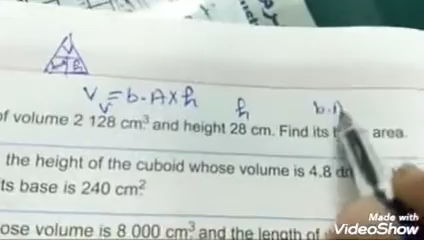 V
b.A h
V = b.A x h
V h b.A
of volume 2 128 cm³ and height 28 cm. Find its area.
the height of the cuboid whose volume is 4.8
its base is 240 cm²
ose volume is 8 000 cm³ and the length of
Made with
VideoShow